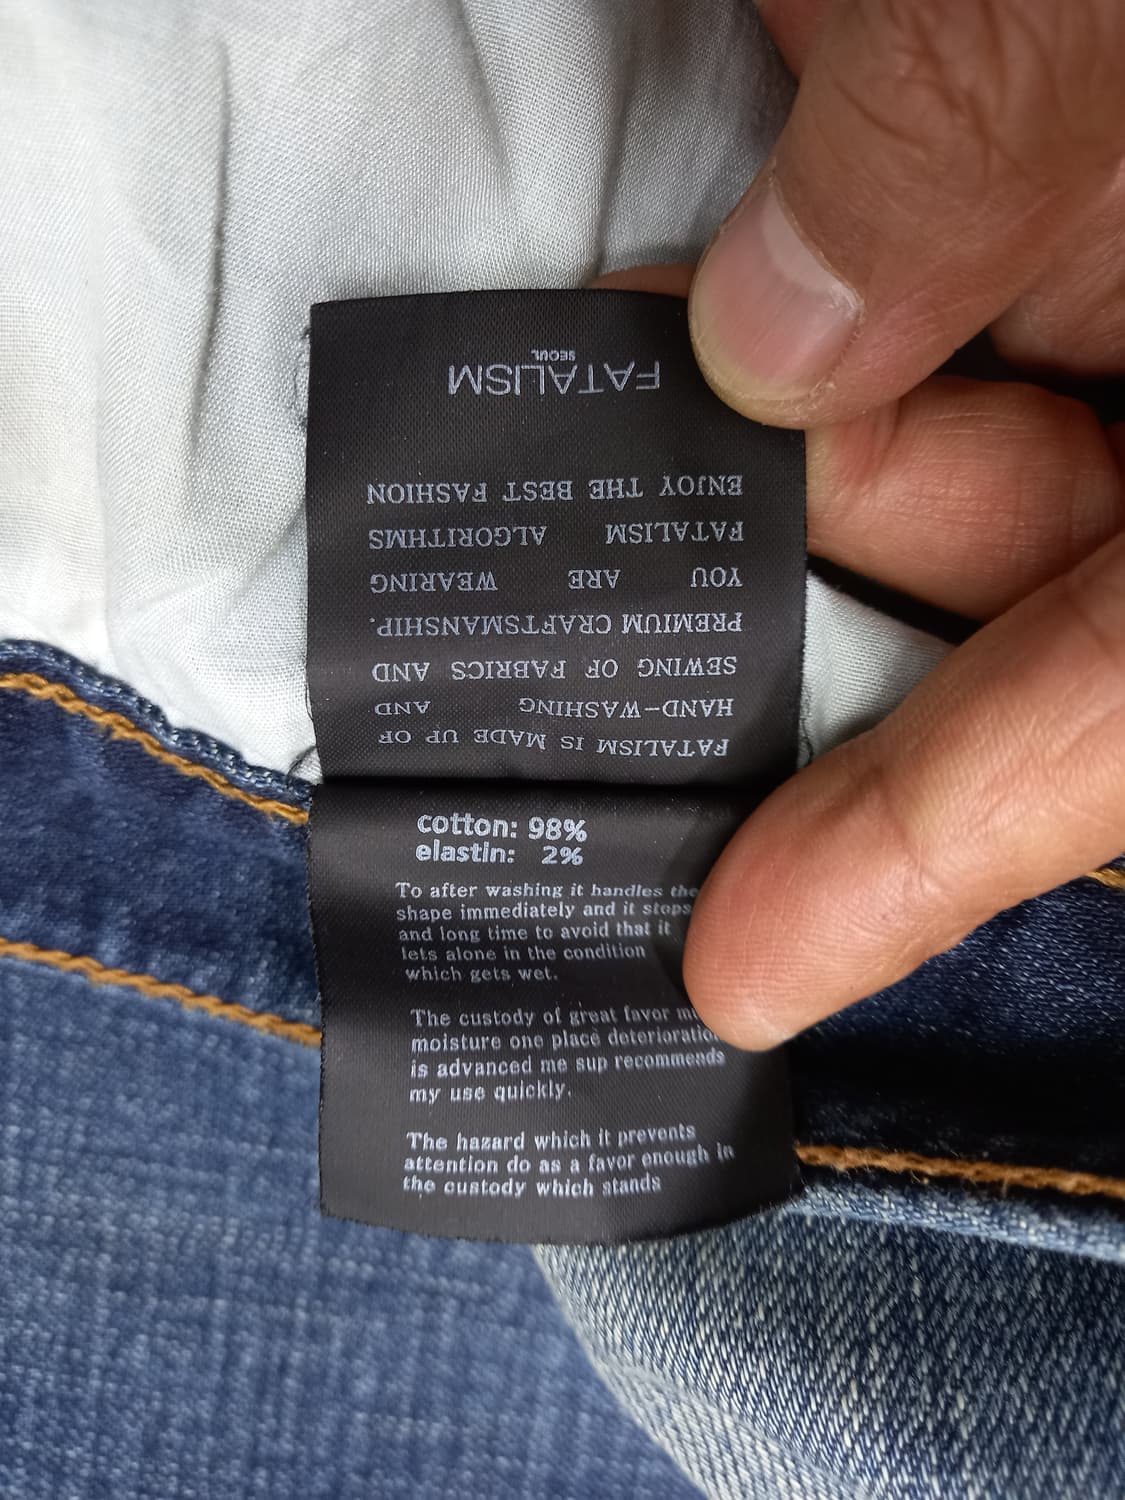 FATALISM
SEOUL
ENJOY THE BEST FASHION
FATALISM ALGORITHMS
YOU ARE WEARING
PREMIUM CRAFTSMANSHIP.
SEWING OF FABRICS AND
HAND-WASHING AND
FATALISM IS MADE UP OF
cotton: 98%
elastin: 2%
To after washing it handles the
shape immediately and it stops
and long time to avoid that it
lets alone in the condition
which gets wet.
The custody of great favor
moisture one place
is advanced me sup recommends
my use quickly.
The hazard which it prevents
attention do as a favor enough in
the custody which stands